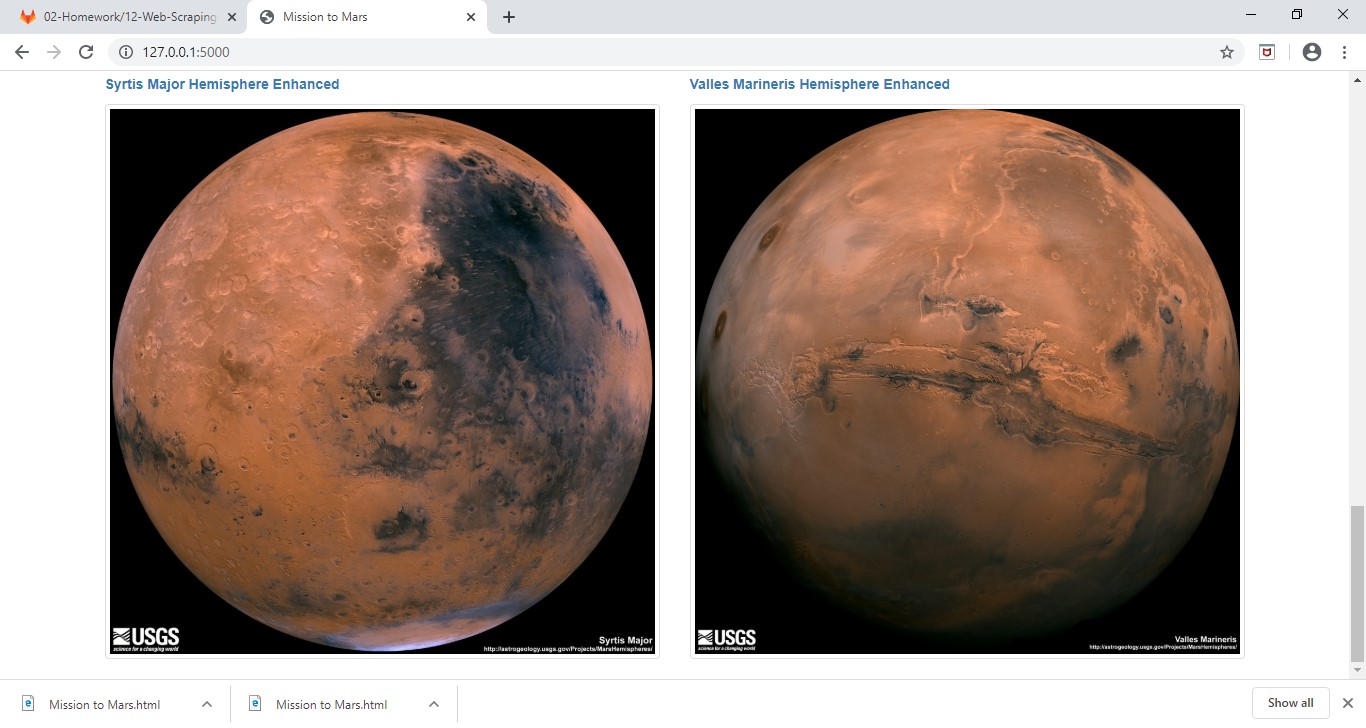 02-Homework/12-Web-Scraping
Mission to Mars
127.0.0.1:5000
Syrtis Major Hemisphere Enhanced
Valles Marineris Hemisphere Enhanced
USGS
science for a changing world
Syrtis Major
http://astrogeology.usgs.gov/Projects/MarsHemispheres/
USGS
science for a changing world
Valles Marineris
http://astrogeology.usgs.gov/Projects/MarsHemispheres/
Mission to Mars.html
Mission to Mars.html
Show all